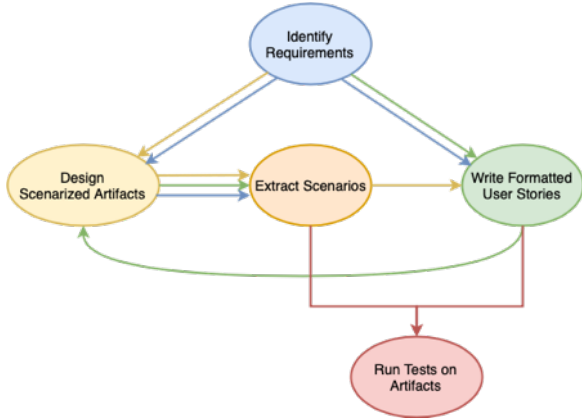 Identify
Requirements
Design
Scenarized Artifacts
Extract Scenarios
Write Formatted
User Stories
Run Tests on
Artifacts